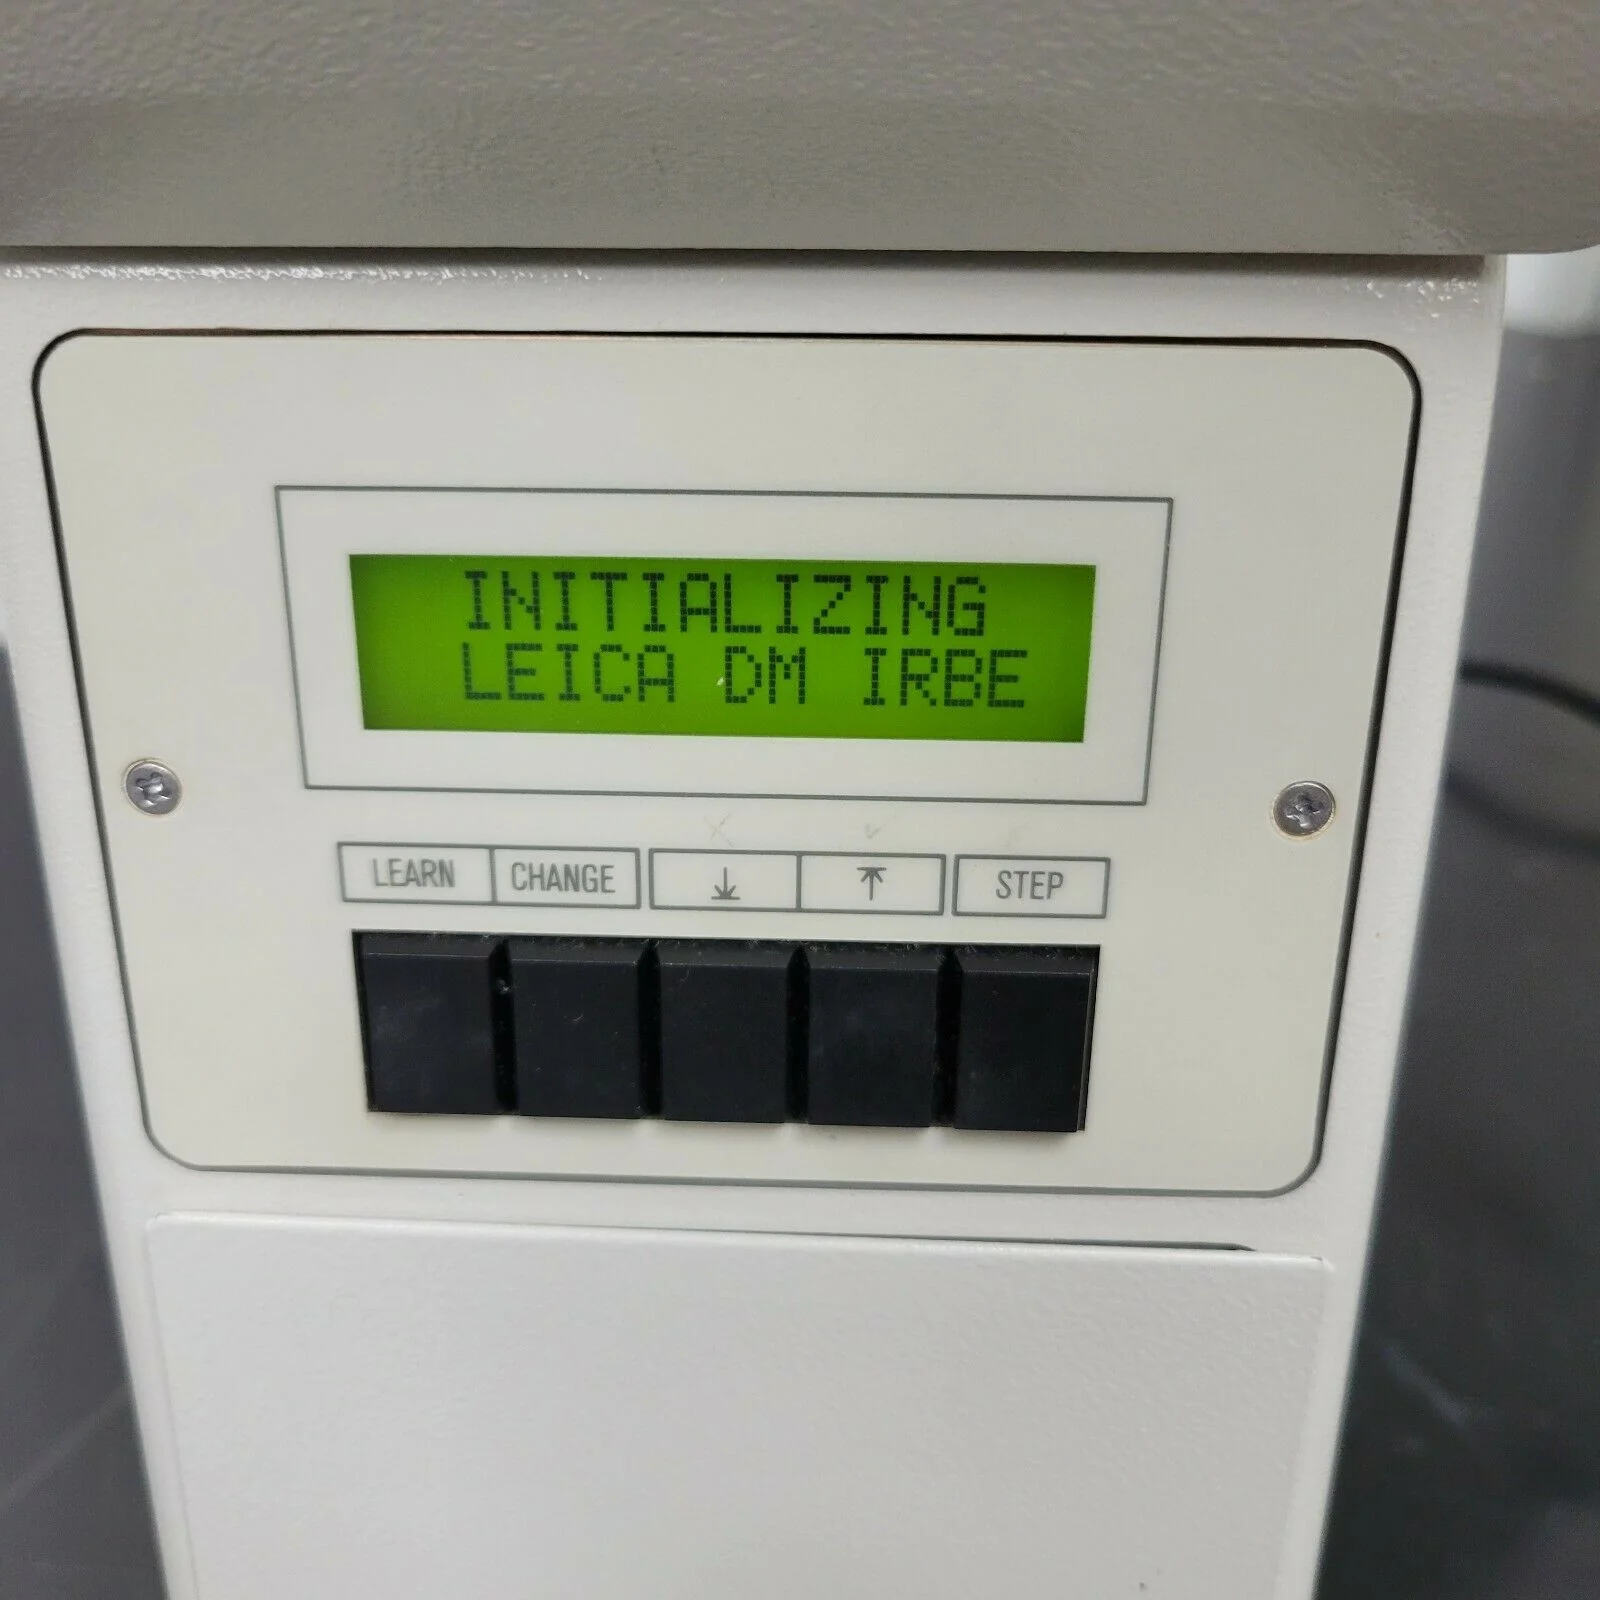 INITIALIZING
LEICA DM IRBE
LEARN CHANGE ↓ ↑ STEP